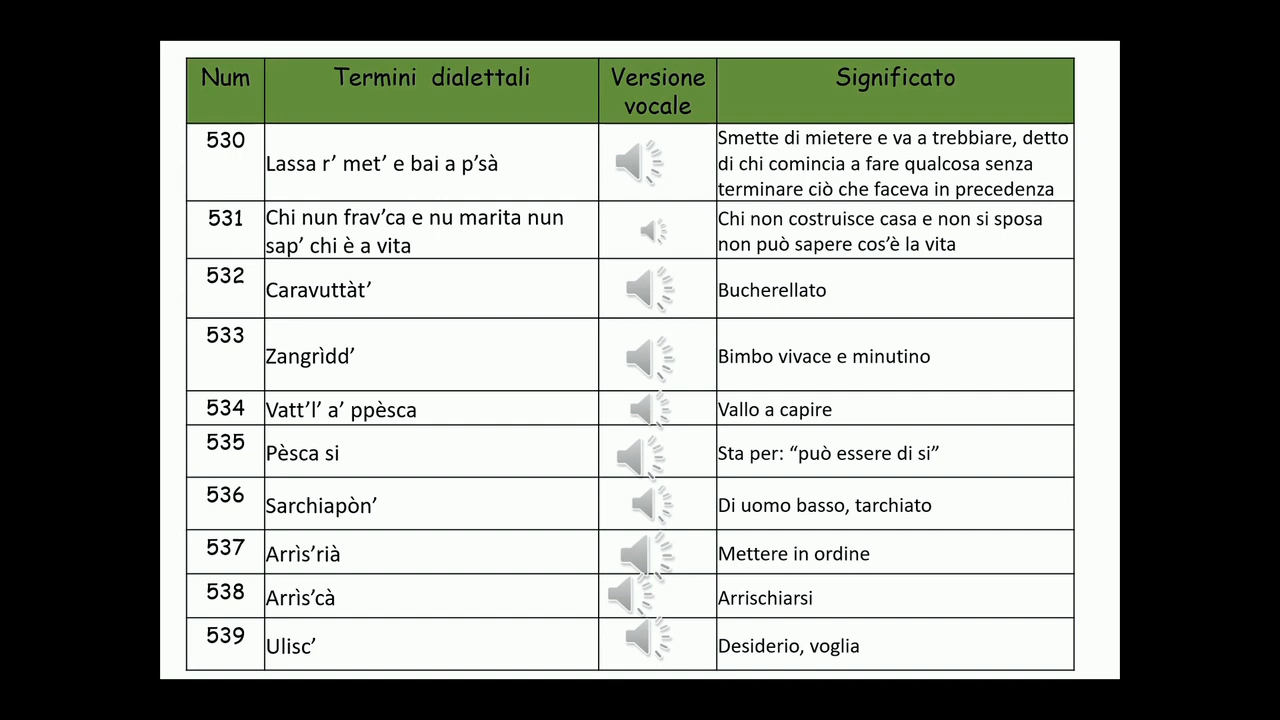 Num Termini dialettali Versione vocale Significato
530 Lassa r’ met’ e bai a p’sà Smette di mietere e va a trebbiare, detto
di chi comincia a fare qualcosa senza
terminare ciò che faceva in precedenza
531 Chi nun frav’ca e nu marita nun
sap’ chi è a vita
Chi non costruisce casa e non si sposa
non può sapere cos’è la vita
532 Caravuttàt’ Bucherellato
533 Zangrìdd’ Bimbo vivace e minutino
534 Vatt’l’ a’ ppèsca Vallo a capire
535 Pèsca si Sta per: “può essere di si”
536 Sarchiapòn’ Di uomo basso, tarchiato
537 Arrìs’rià Mettere in ordine
538 Arrìs’cà Arrischiarsi
539 Ulisc’ Desiderio, voglia